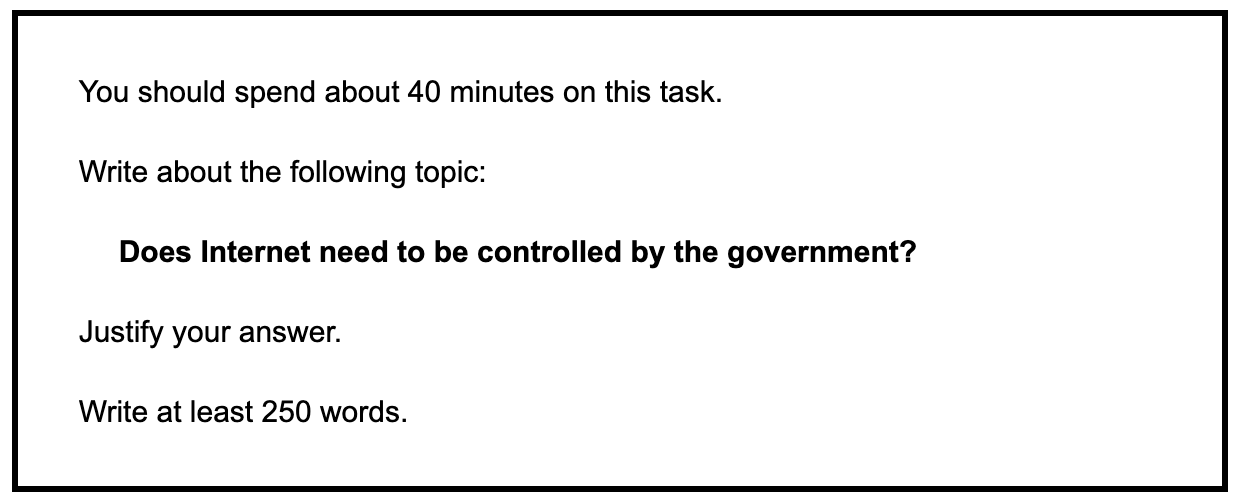 You should spend about 40 minutes on this task.
Write about the following topic:
Does Internet need to be controlled by the government?
Justify your answer.
Write at least 250 words.